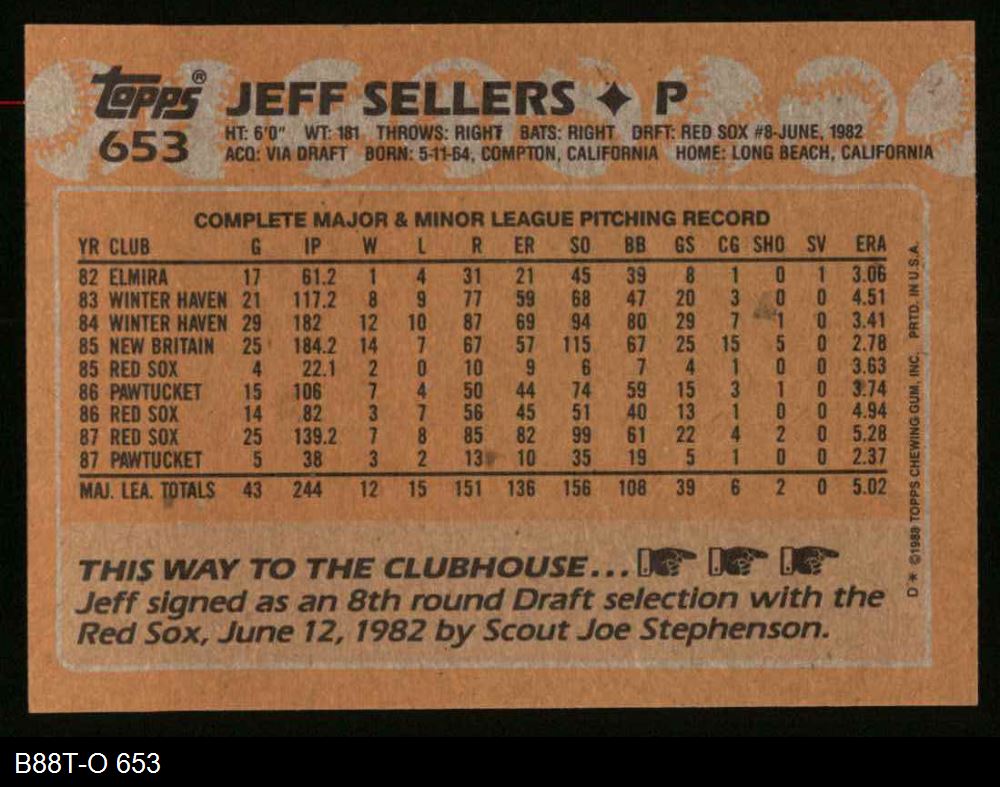 Topps® JEFF SELLERS ✦ P
653 HT: 6'0" WT: 181 THROWS: RIGHT BATS: RIGHT DRFT: RED SOX #8-JUNE, 1982
ACQ: VIA DRAFT BORN: 5-11-64, COMPTON, CALIFORNIA HOME: LONG BEACH, CALIFORNIA
COMPLETE MAJOR & MINOR LEAGUE PITCHING RECORD
YR CLUB G IP W L R ER SO BB GS CG SHO SV ERA
82 ELMIRA 17 61.2 1 4 31 21 45 39 8 1 0 1 3.06
83 WINTER HAVEN 21 117.2 8 9 77 59 68 47 20 3 0 0 4.51
84 WINTER HAVEN 29 182 12 10 87 69 94 80 29 7 1 0 3.41
85 NEW BRITAIN 25 184.2 14 7 67 57 115 67 25 15 5 0 2.78
85 RED SOX 4 22.1 2 0 10 9 6 7 4 1 0 0 3.63
86 PAWTUCKET 15 106 7 4 50 44 74 59 15 3 1 0 3.74
86 RED SOX 14 82 3 7 56 45 51 40 13 1 0 0 4.94
87 RED SOX 25 139.2 7 8 85 82 99 61 22 4 2 0 5.28
87 PAWTUCKET 5 38 3 2 13 10 35 19 5 1 0 0 2.37
MAJ. LEA. TOTALS 43 244 12 15 151 136 156 108 39 6 2 0 5.02
THIS WAY TO THE CLUBHOUSE...
Jeff signed as an 8th round Draft selection with the
Red Sox, June 12, 1982 by Scout Joe Stephenson.
D* ©1988 TOPPS CHEWING GUM, INC. PRTD. IN U.S.A.
B88T-O 653